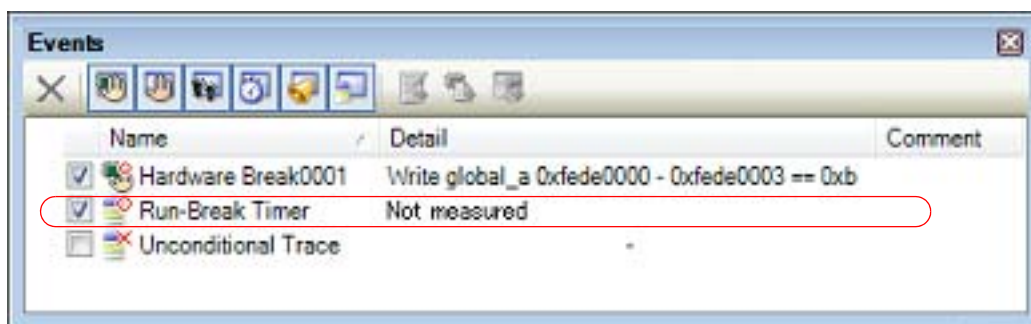 Events
Name Detail Comment
Hardware Break0001 Write global_a 0xfede0000 - 0xfede0003 == 0xb
Run-Break Timer Not measured
Unconditional Trace -